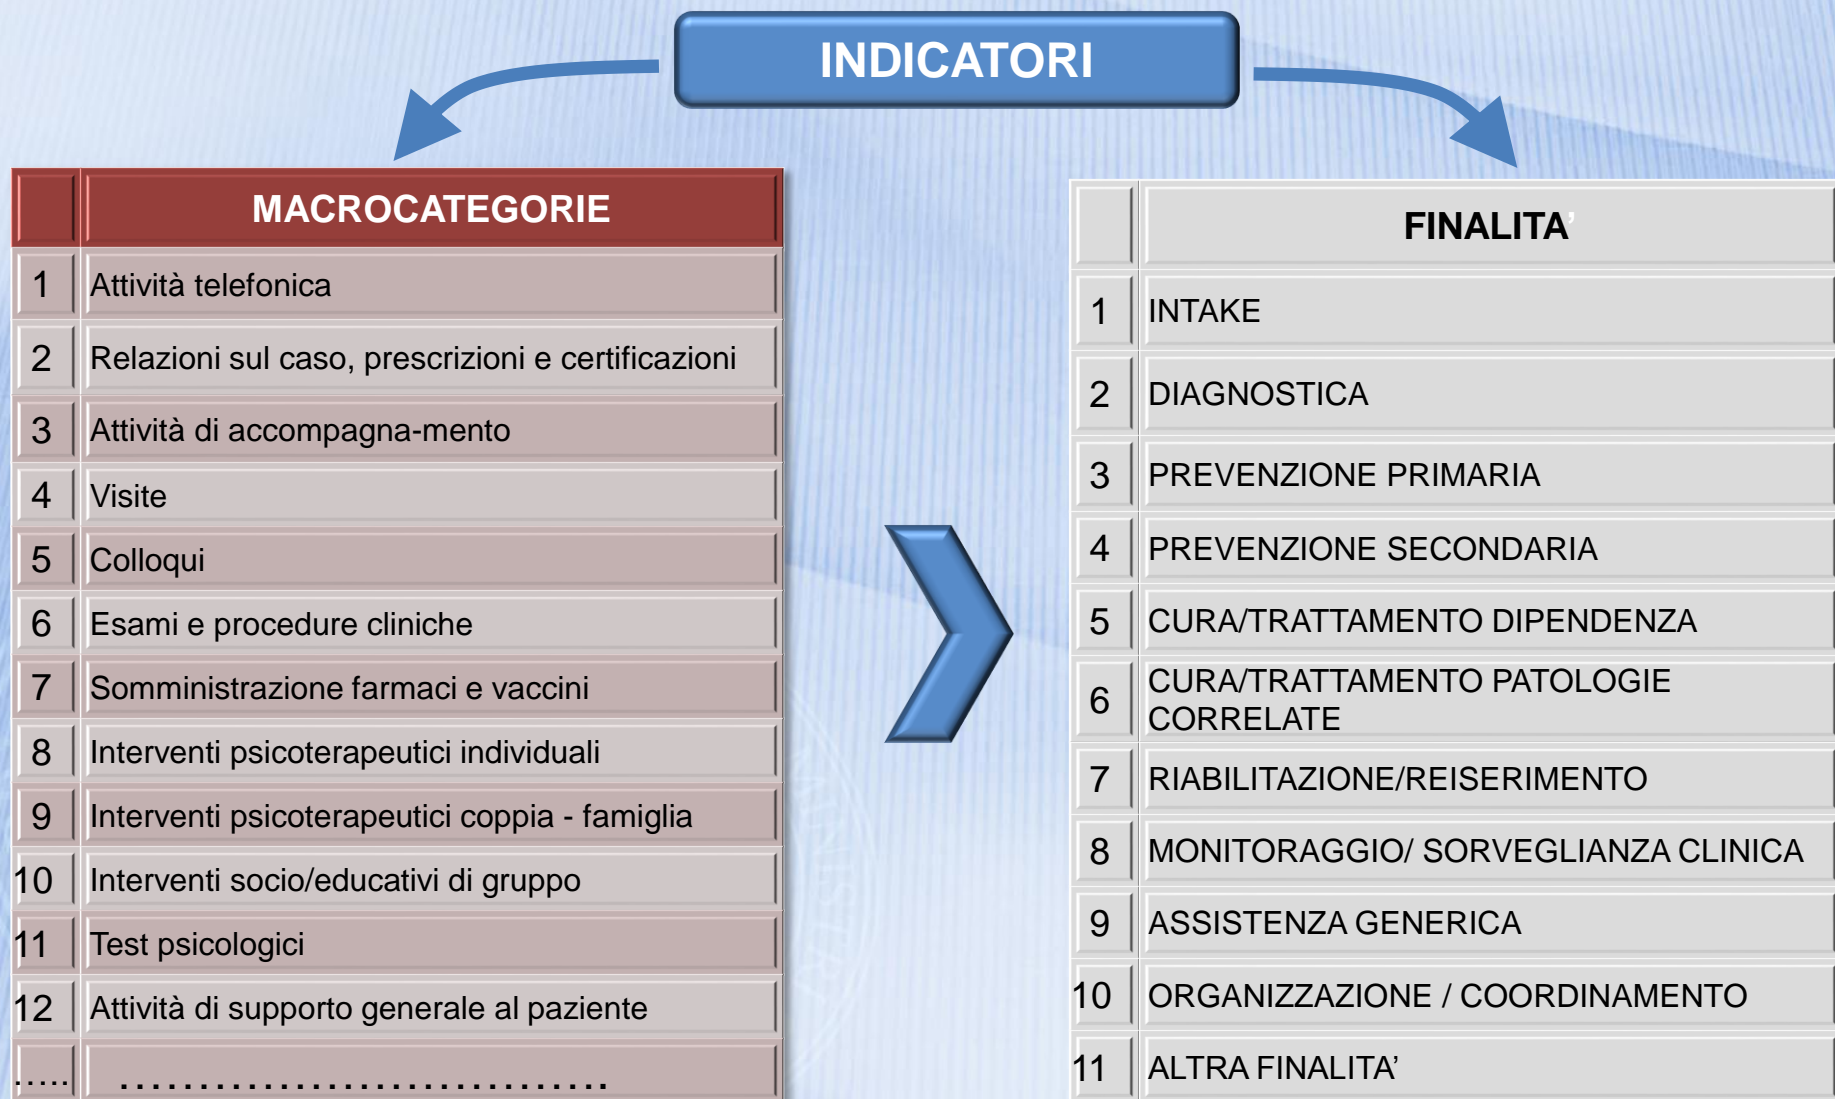 INDICATORI
MACROCATEGORIE
1 Attività telefonica
2 Relazioni sul caso, prescrizioni e certificazioni
3 Attività di accompagna-mento
4 Visite
5 Colloqui
6 Esami e procedure cliniche
7 Somministrazione farmaci e vaccini
8 Interventi psicoterapeutici individuali
9 Interventi psicoterapeutici coppia - famiglia
10 Interventi socio/educativi di gruppo
11 Test psicologici
12 Attività di supporto generale al paziente
..... ...............................
FINALITA’
1 INTAKE
2 DIAGNOSTICA
3 PREVENZIONE PRIMARIA
4 PREVENZIONE SECONDARIA
5 CURA/TRATTAMENTO DIPENDENZA
6 CURA/TRATTAMENTO PATOLOGIE
CORRELATE
7 RIABILITAZIONE/REISERIMENTO
8 MONITORAGGIO/ SORVEGLIANZA CLINICA
9 ASSISTENZA GENERICA
10 ORGANIZZAZIONE / COORDINAMENTO
11 ALTRA FINALITA’